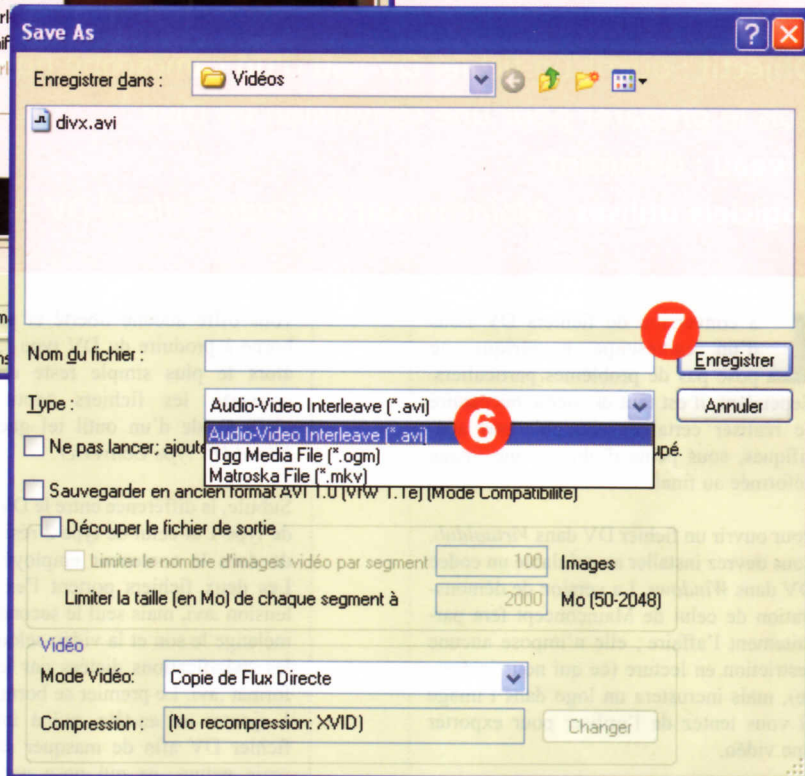 Save As
Enregistrer dans :
Vidéos
divx.avi
7
Nom du fichier :
Enregistrer
Type :
Audio-Video Interleave (*.avi)
Annuler
Audio-Video Interleave (*.avi)
6
Ogg Media File (*.ogm)
Matroska File (*.mkv)
Ne pas lancer; ajoute
upé.
Sauvegarder en ancien format AVI 1.0 (VfW 1.1e) (Mode Compatibilité)
Découper le fichier de sortie
Limiter le nombre d'images vidéo par segment
100
Images
Limiter la taille (en Mo) de chaque segment à
2000
Mo (50-2048)
Vidéo
Mode Vidéo:
Copie de Flux Directe
Compression :
(No recompression: XVID)
Changer